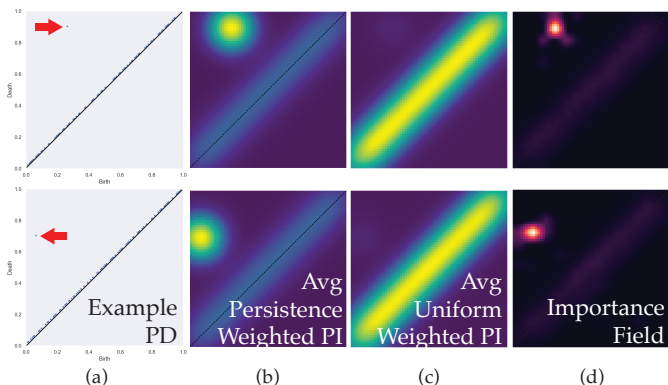 1.0
0.8
0.6
0.4
0.2
0.0
Death
0.0 0.2 0.4 0.6 0.8 1.0
Birth
1.0
0.8
0.6
0.4
0.2
0.0
Death
0.0 0.2 0.4 0.6 0.8 1.0
Birth
Example
PD
Avg
Persistence
Weighted PI
Avg
Uniform
Weighted PI
Importance
Field
(a) (b) (c) (d)